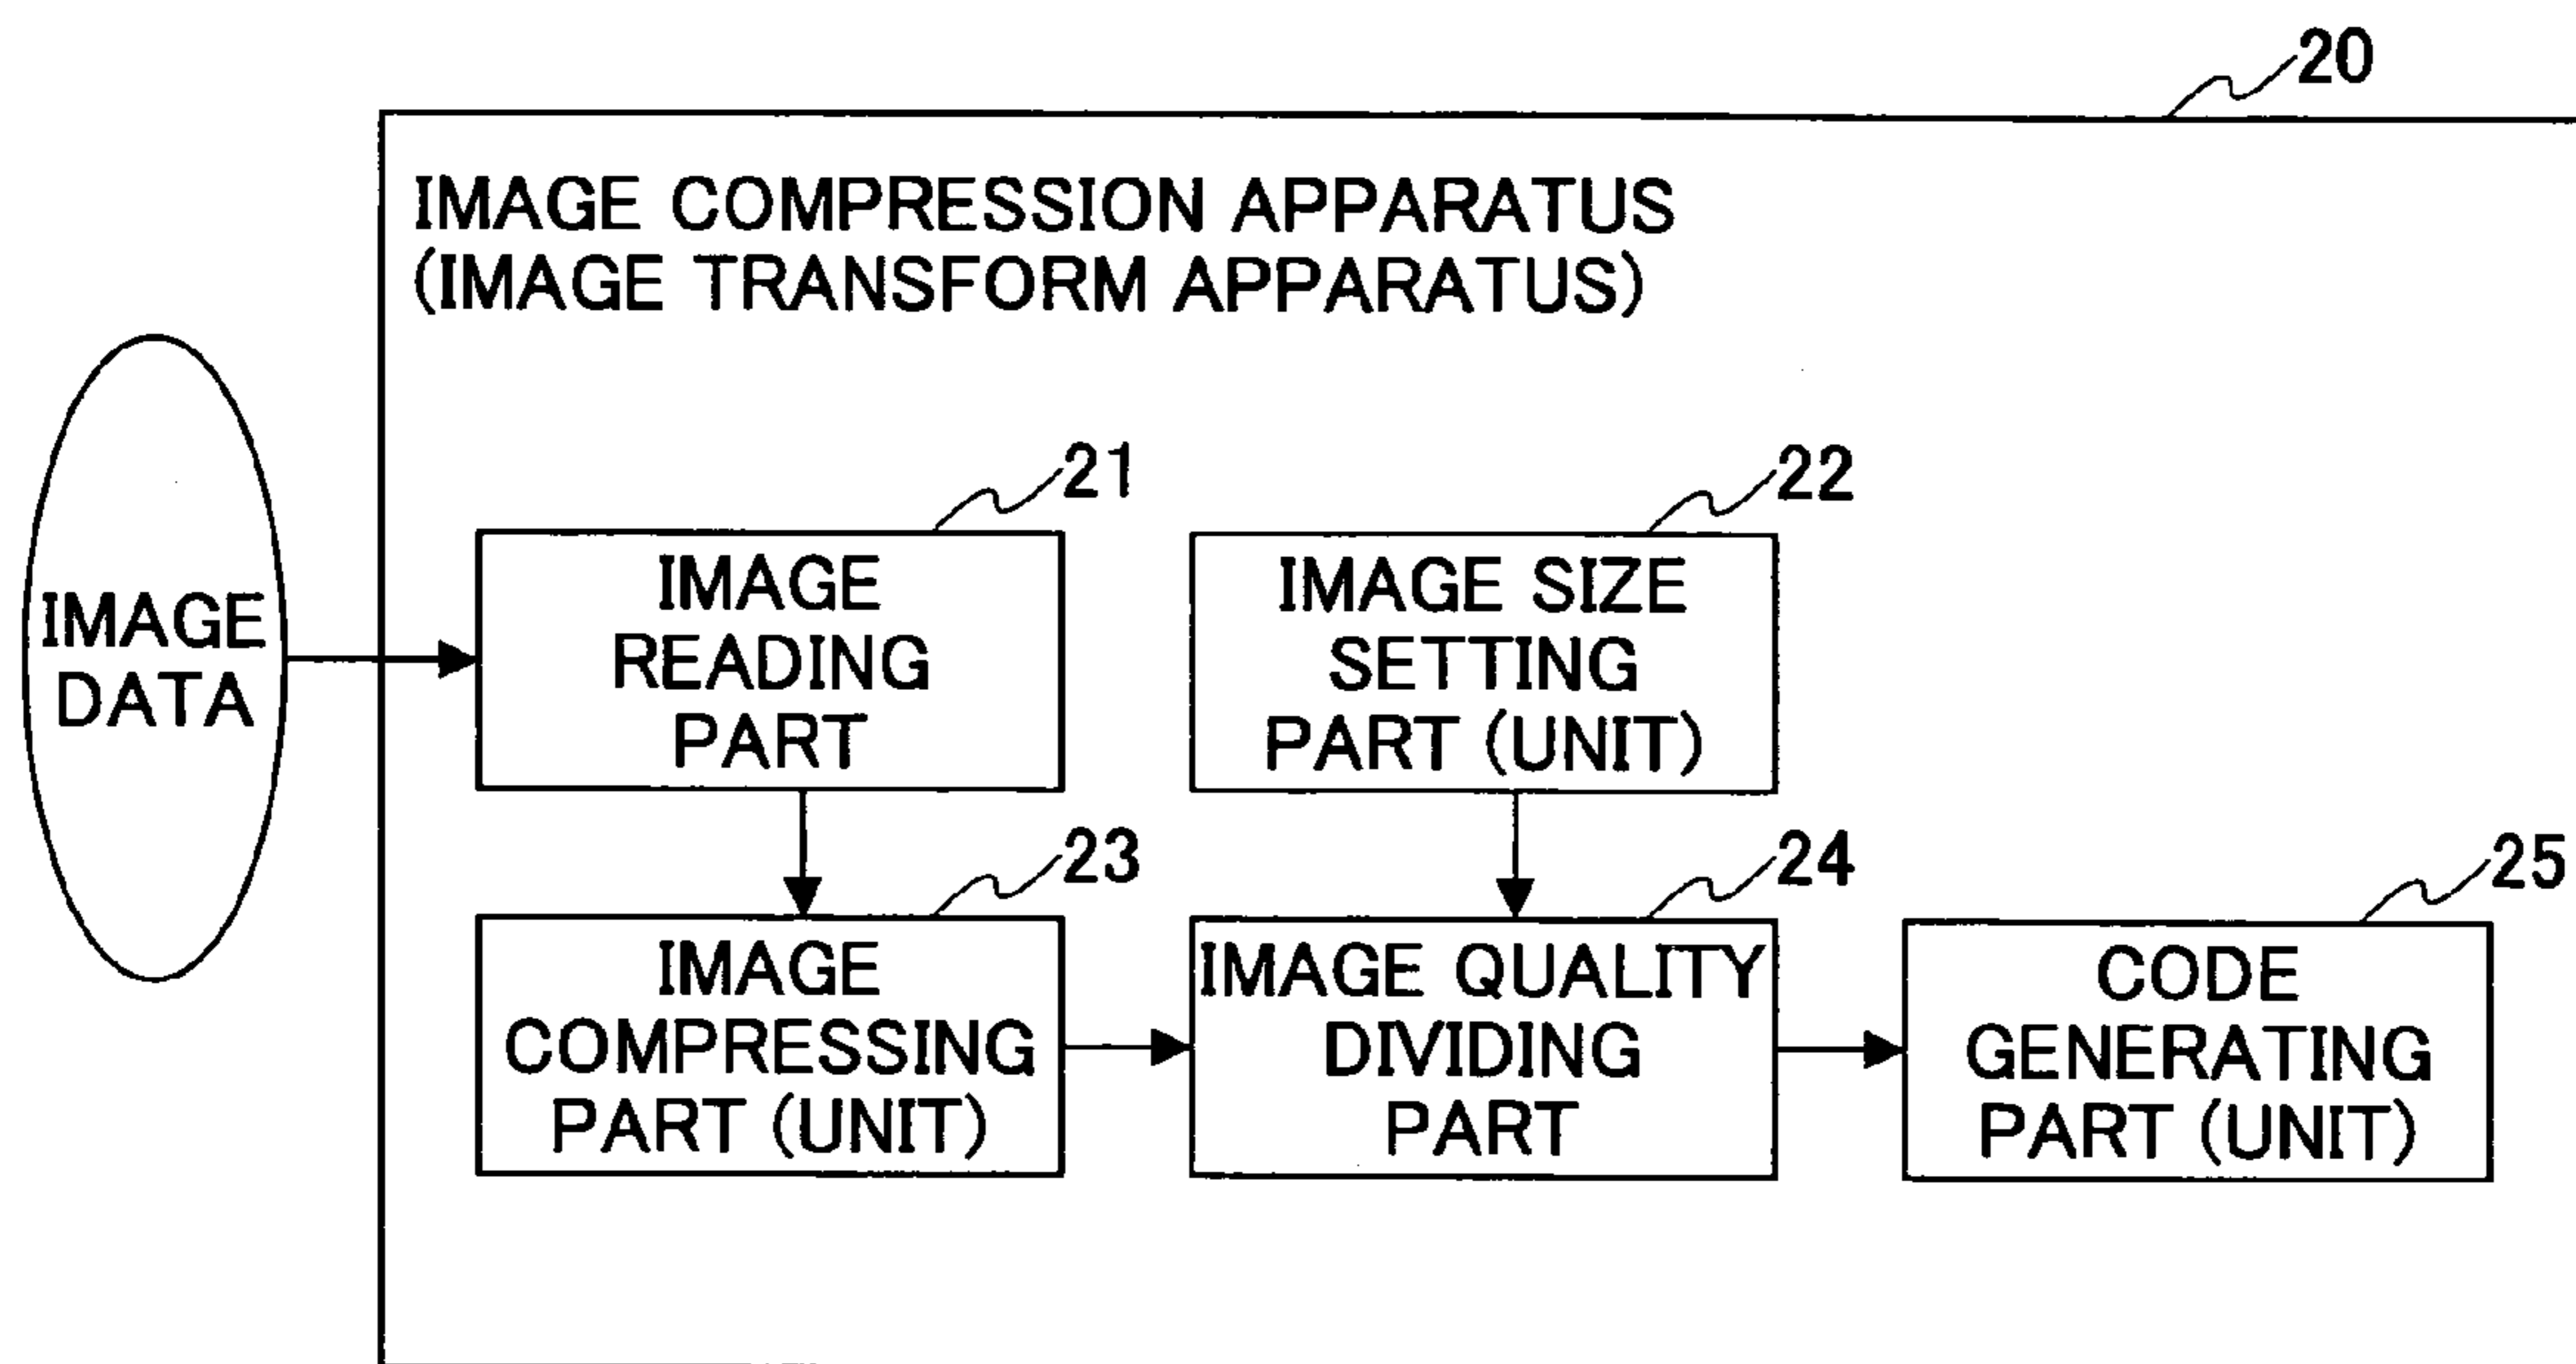 20
IMAGE COMPRESSION APPARATUS
(IMAGE TRANSFORM APPARATUS)
IMAGE
DATA
21
IMAGE
READING
PART
22
IMAGE SIZE
SETTING
PART (UNIT)
23
IMAGE
COMPRESSING
PART (UNIT)
24
IMAGE QUALITY
DIVIDING
PART
25
CODE
GENERATING
PART (UNIT)